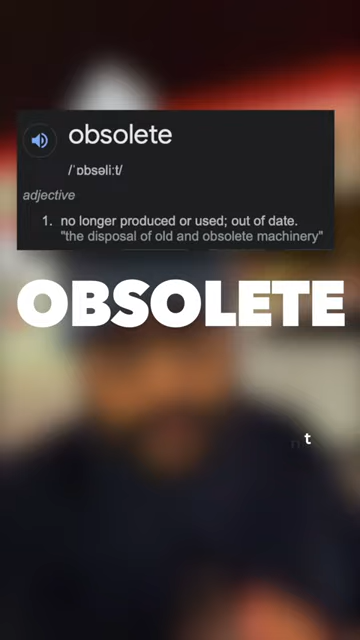 obsolete
/ˈɒbsəliːt/
adjective
1. no longer produced or used; out of date.
"the disposal of old and obsolete machinery"
OBSOLETE
t